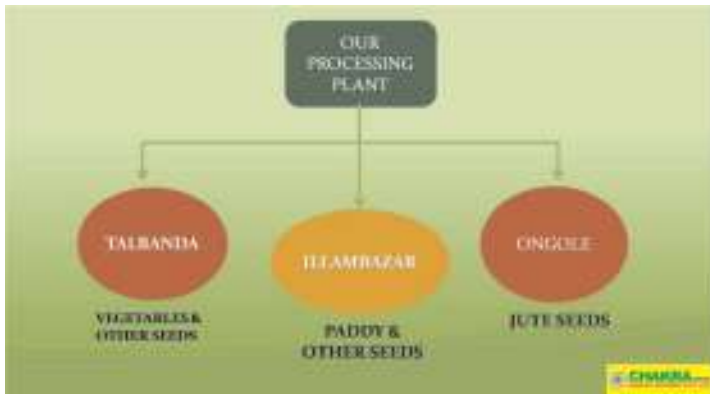 OUR
PROCESSING
PLANT
TALBANDA
ILLAMBAZAR
ONGOLE
VEGETABLES &
OTHER SEEDS
PADDY &
OTHER SEEDS
JUTE SEEDS
CHAKRA